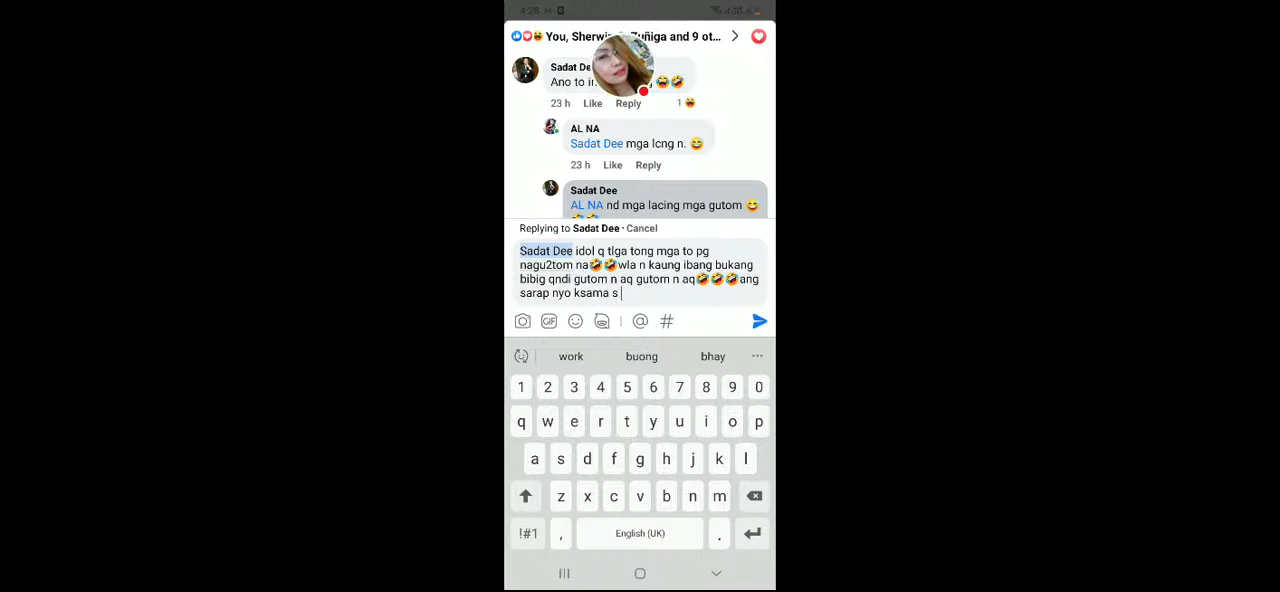 4:28
You, Sherwi Zuñiga and 9 ot...
Sadat De
Ano to
23 h Like Reply 1
AL NA
Sadat Dee mga lcng n. 😅
23 h Like Reply
Sadat Dee
AL NA nd mga lacing mga gutom 😅
🤣🤣
Replying to Sadat Dee · Cancel
Sadat Dee idol q tlga tong mga to pg
nagu2tom na🤣🤣wla n kaung ibang bukang
bibig qndi gutom n aq gutom n aq🤣🤣🤣ang
sarap nyo ksama s
GIF @ #
work buong bhay ...
1 2 3 4 5 6 7 8 9 0
q w e r t y u i o p
a s d f g h j k l
z x c v b n m
!#1 , English (UK) .